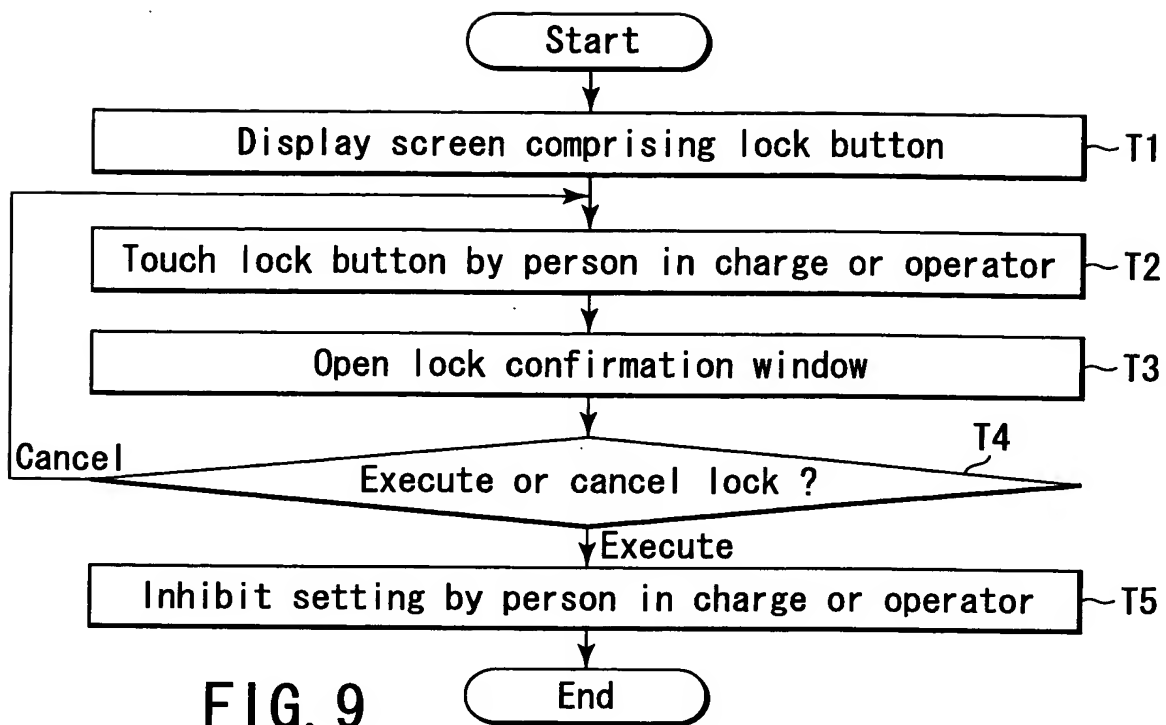 Start
Display screen comprising lock button
T1
Touch lock button by person in charge or operator
T2
Open lock confirmation window
T3
T4
Cancel
Execute or cancel lock ?
Execute
Inhibit setting by person in charge or operator
T5
End
FIG. 9